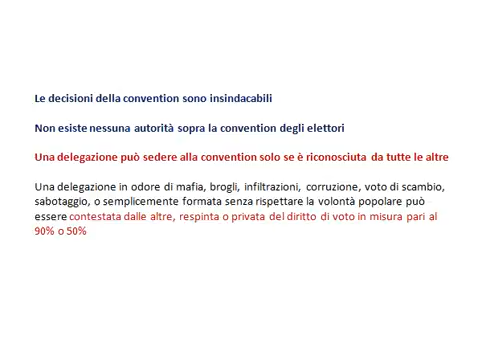 Le decisioni della convention sono insindacabili
Non esiste nessuna autorità sopra la convention degli elettori
Una delegazione può sedere alla convention solo se è riconosciuta da tutte le altre
Una delegazione in odore di mafia, brogli, infiltrazioni, corruzione, voto di scambio,
sabotaggio, o semplicemente formata senza rispettare la volontà popolare può
essere contestata dalle altre, respinta o privata del diritto di voto in misura pari al
90% o 50%